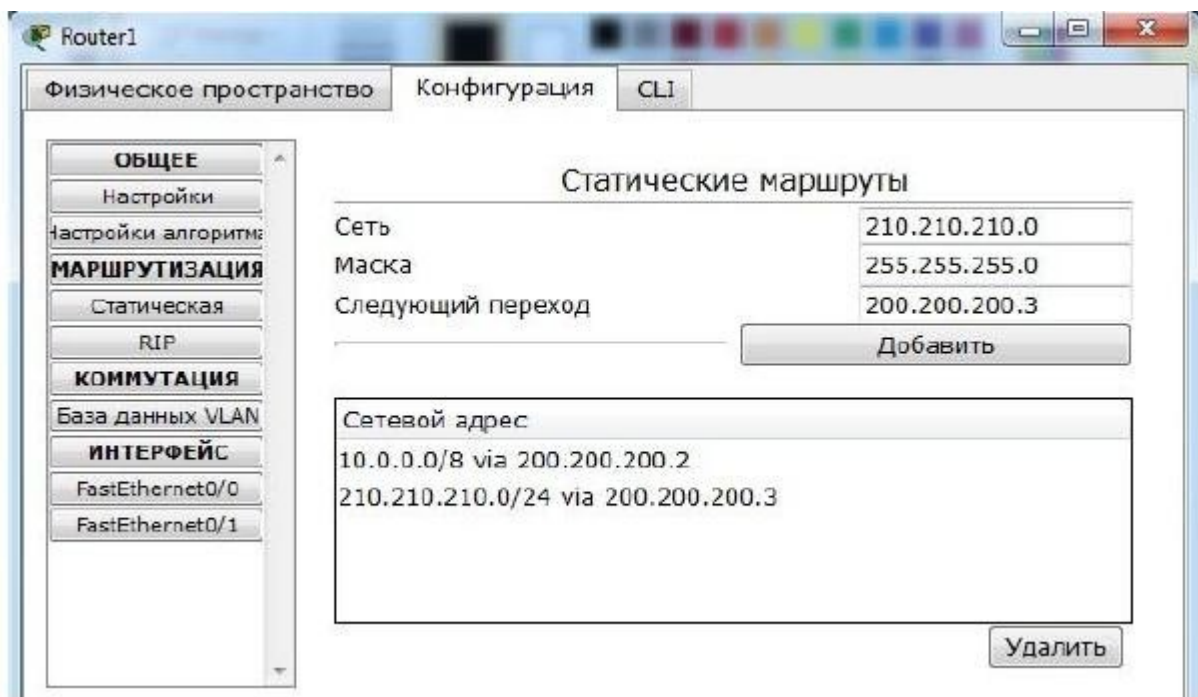 Router1
Физическое пространство
Конфигурация
CLI
ОБЩЕЕ
Настройки
Настройки алгоритма
МАРШРУТИЗАЦИЯ
Статическая
RIP
КОММУТАЦИЯ
База данных VLAN
ИНТЕРФЕЙС
FastEthernet0/0
FastEthernet0/1
Статические маршруты
Сеть 210.210.210.0
Маска 255.255.255.0
Следующий переход 200.200.200.3
Добавить
Сетевой адрес
10.0.0.0/8 via 200.200.200.2
210.210.210.0/24 via 200.200.200.3
Удалить